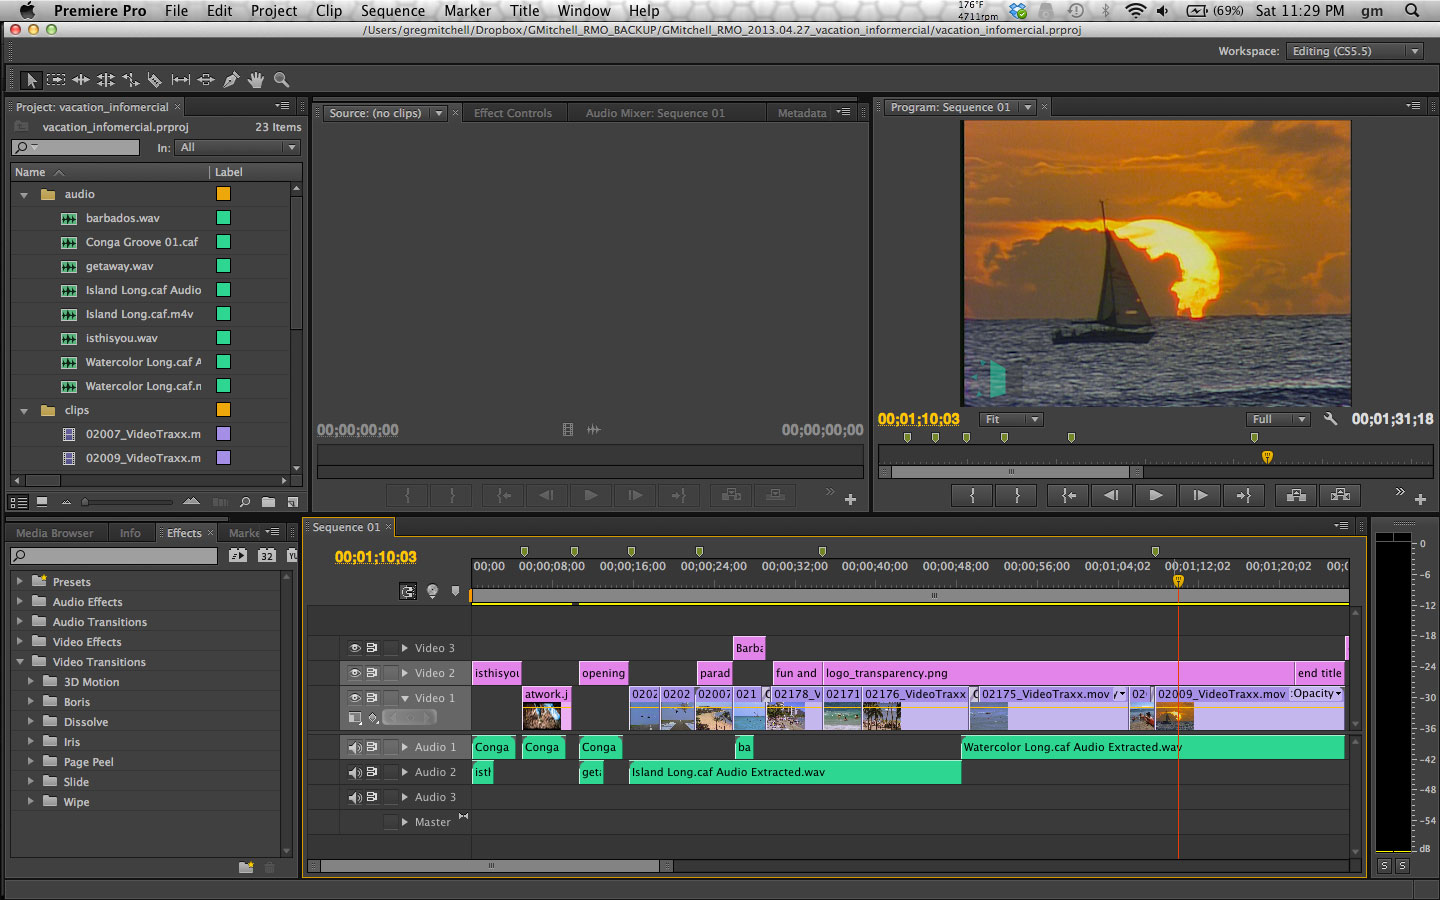 Premiere Pro File Edit Project Clip Sequence Marker Title Window Help 176°F 4711rpm (69%) Sat 11:29 PM gm
/Users/gregmitchell/Dropbox/GMitchell_RMO_BACKUP/GMitchell_RMO_2013.04.27_vacation_informercial/vacation_infomercial.prproj
Workspace: Editing (CS5.5)
Project: vacation_infomercial
vacation_infomercial.prproj 23 Items
In: All
Name Label
audio
barbados.wav
Conga Groove 01.caf
getaway.wav
Island Long.caf Audio
Island Long.caf.m4v
isthisyou.wav
Watercolor Long.caf A
Watercolor Long.caf.n
clips
02007_VideoTraxx.m
02009_VideoTraxx.m
Source: (no clips) Effect Controls Audio Mixer: Sequence 01 Metadata
00;00;00;00 00;00;00;00
Program: Sequence 01
00;01;10;03 Fit Full 00;01;31;18
Media Browser Info Effects Marke
32 YU
Presets
Audio Effects
Audio Transitions
Video Effects
Video Transitions
3D Motion
Boris
Dissolve
Iris
Page Peel
Slide
Wipe
Sequence 01
00;01;10;03
00;00 00;00;08;00 00;00;16;00 00;00;24;00 00;00;32;00 00;00;40;00 00;00;48;00 00;00;56;00 00;01;04;02 00;01;12;02 00;01;20;02 00;0
Video 3 Barba
Video 2 isthisyou opening parad fun and logo_transparency.png end title
Video 1 atwork.j 0202 0202 02007 021 02178_V 02171 02176_VideoTraxx 02175_VideoTraxx.mov 02 02009_VideoTraxx.mov :Opacity
Audio 1 Conga Conga Conga ba Watercolor Long.caf Audio Extracted.wav
Audio 2 isth geta Island Long.caf Audio Extracted.wav
Audio 3
Master
0
-6
-12
-18
-24
-30
-36
-42
-48
-54
dB
S S